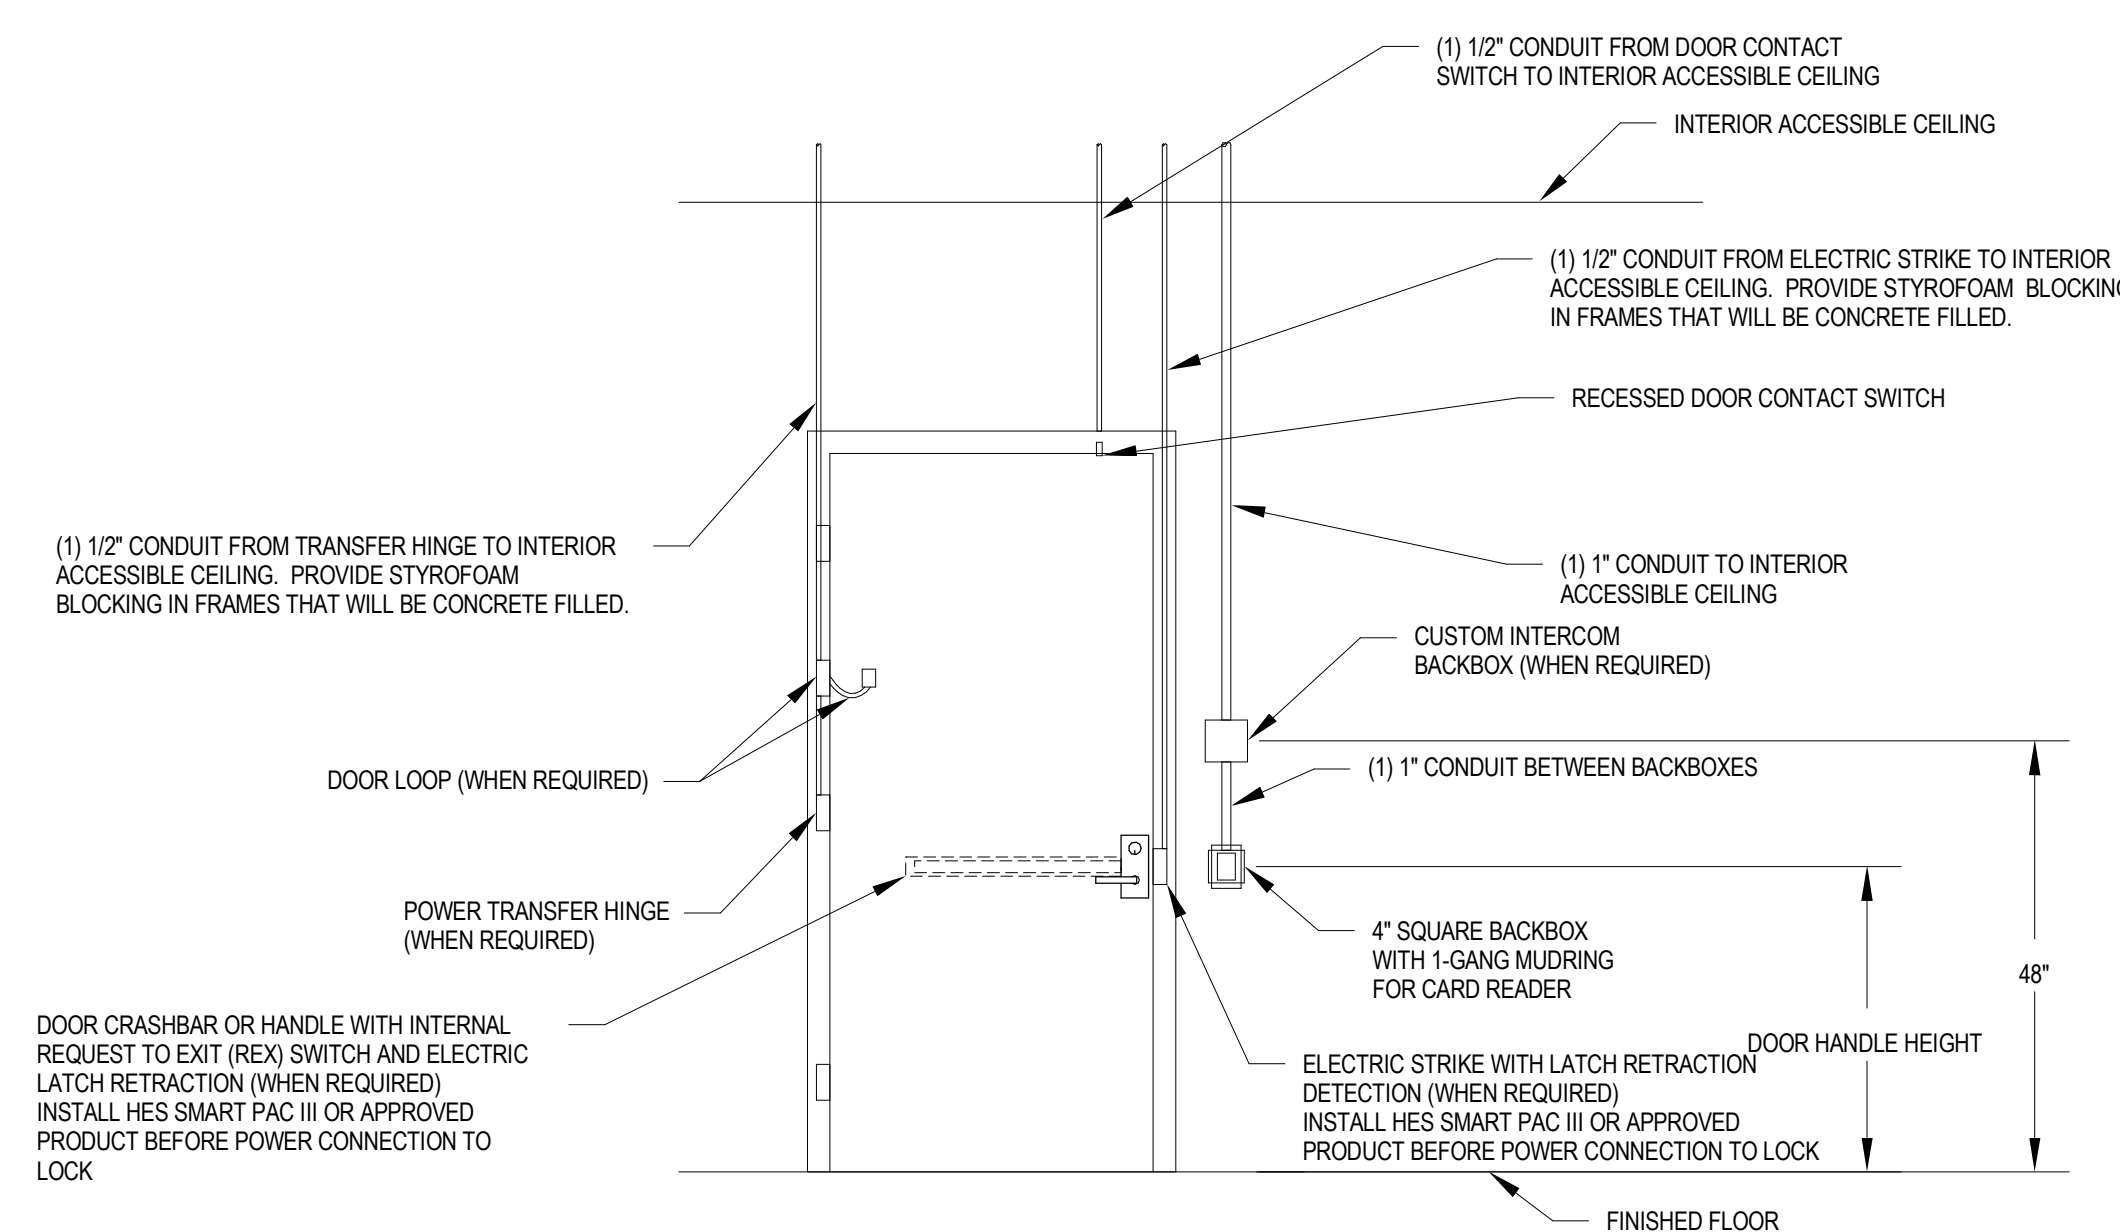 (1) 1/2" CONDUIT FROM DOOR CONTACT
SWITCH TO INTERIOR ACCESSIBLE CEILING
INTERIOR ACCESSIBLE CEILING
(1) 1/2" CONDUIT FROM ELECTRIC STRIKE TO INTERIOR
ACCESSIBLE CEILING. PROVIDE STYROFOAM BLOCKING
IN FRAMES THAT WILL BE CONCRETE FILLED.
RECESSED DOOR CONTACT SWITCH
(1) 1/2" CONDUIT FROM TRANSFER HINGE TO INTERIOR
ACCESSIBLE CEILING. PROVIDE STYROFOAM
BLOCKING IN FRAMES THAT WILL BE CONCRETE FILLED.
(1) 1" CONDUIT TO INTERIOR
ACCESSIBLE CEILING
CUSTOM INTERCOM
BACKBOX (WHEN REQUIRED)
(1) 1" CONDUIT BETWEEN BACKBOXES
DOOR LOOP (WHEN REQUIRED)
POWER TRANSFER HINGE
(WHEN REQUIRED)
4" SQUARE BACKBOX
WITH 1-GANG MUDRING
FOR CARD READER
48"
DOOR HANDLE HEIGHT
DOOR CRASHBAR OR HANDLE WITH INTERNAL
REQUEST TO EXIT (REX) SWITCH AND ELECTRIC
LATCH RETRACTION (WHEN REQUIRED)
INSTALL HES SMART PAC III OR APPROVED
PRODUCT BEFORE POWER CONNECTION TO
LOCK
ELECTRIC STRIKE WITH LATCH RETRACTION
DETECTION (WHEN REQUIRED)
INSTALL HES SMART PAC III OR APPROVED
PRODUCT BEFORE POWER CONNECTION TO LOCK
FINISHED FLOOR